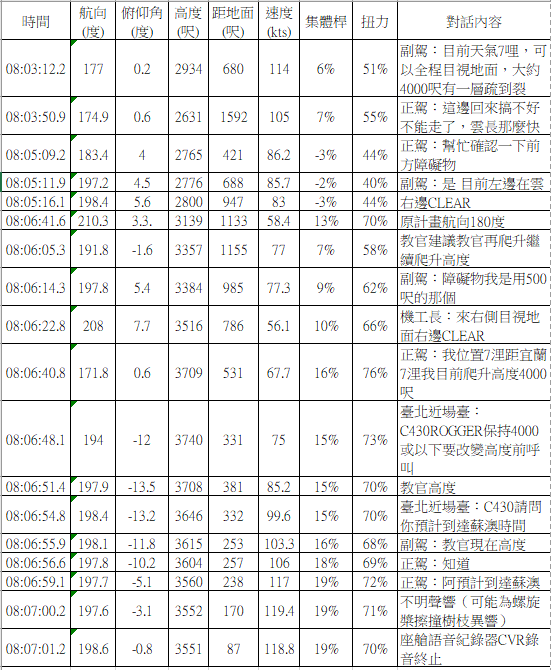 時間 航向(度) 俯仰角(度) 高度(呎) 距地面(呎) 速度(kts) 集體桿 扭力 對話內容
08:03:12.2 177 0.2 2934 680 114 6% 51% 副駕：目前天氣7哩，可
以全程目視地面，大約
4000呎有一層疏到裂
08:03:50.9 174.9 0.6 2631 1592 105 7% 55% 正駕：這邊回來搞不好
不能走了，雲長那麼快
08:05:09.2 183.4 4 2765 421 86.2 -3% 44% 正駕：幫忙確認一下前
方障礙物
08:05:11.9 197.2 4.5 2776 688 85.7 -2% 40% 副駕：是 目前左邊在雲
08:05:16.1 198.4 5.6 2800 947 83 -3% 44% 右邊CLEAR
08:06:41.6 210.3 3.3. 3139 1133 58.4 13% 70% 原計畫航向180度
08:06:05.3 191.8 -1.6 3357 1155 77 7% 58% 教官建議教官再爬升繼
續爬升高度
08:06:14.3 197.8 5.4 3384 985 77.3 9% 62% 副駕：障礙物我是用500
呎的那個
08:06:22.8 208 7.7 3516 786 56.1 10% 66% 機工長：來右側目視地
面右邊CLEAR
08:06:40.8 171.8 0.6 3709 531 67.7 16% 76% 正駕：我位置7浬距宜蘭
7浬我目前爬升高度4000
呎
08:06:48.1 194 -12 3740 331 75 15% 73% 臺北近場臺：
C430ROGGER保持4000
或以下要改變高度前呼
叫
08:06:51.4 197.9 -13.5 3708 381 85.2 15% 70% 教官高度
08:06:54.8 198.4 -13.2 3646 332 99.6 15% 70% 臺北近場臺：C430請問
你預計到達蘇澳時間
08:06:55.9 198.1 -11.8 3615 253 103.3 16% 68% 副駕：教官現在高度
08:06:56.6 197.8 -10.2 3604 257 106 18% 69% 正駕：知道
08:06:59.1 197.7 -5.1 3560 238 117 19% 72% 正駕：阿預計到達蘇澳
08:07:00.2 197.6 -3.1 3552 170 119.4 19% 71% 不明聲響（可能為螺旋
槳擦撞樹枝異響）
08:07:01.2 198.6 -0.8 3551 87 118.8 19% 70% 座艙語音紀錄器CVR錄
音終止